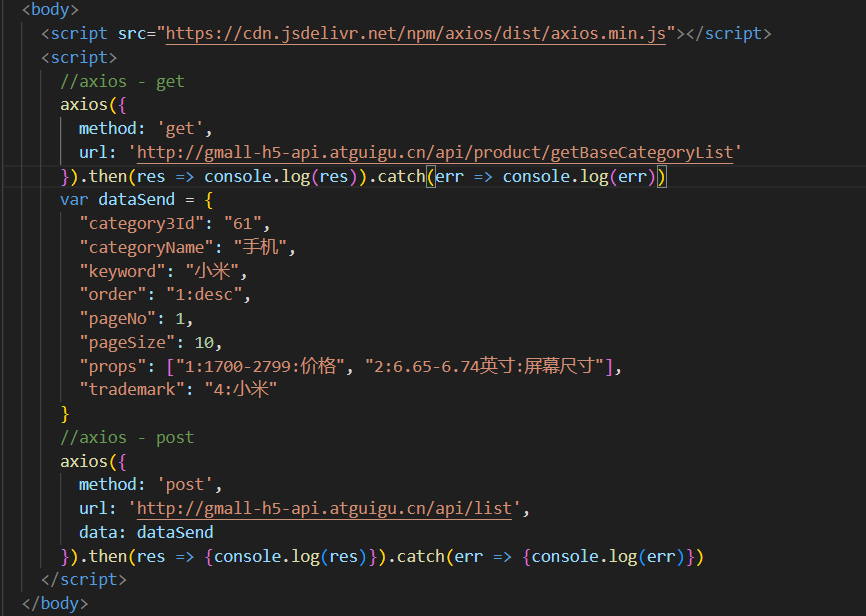 <body>
<script src="https://cdn.jsdelivr.net/npm/axios/dist/axios.min.js"></script>
<script>
//axios - get
axios({
method: 'get',
url: 'http://gmall-h5-api.atguigu.cn/api/product/getBaseCategoryList'
}).then(res => console.log(res)).catch(err => console.log(err))
var dataSend = {
"category3Id": "61",
"categoryName": "手机",
"keyword": "小米",
"order": "1:desc",
"pageNo": 1,
"pageSize": 10,
"props": ["1:1700-2799:价格", "2:6.65-6.74英寸:屏幕尺寸"],
"trademark": "4:小米"
}
//axios - post
axios({
method: 'post',
url: 'http://gmall-h5-api.atguigu.cn/api/list',
data: dataSend
}).then(res => {console.log(res)}).catch(err => {console.log(err)})
</script>
</body>